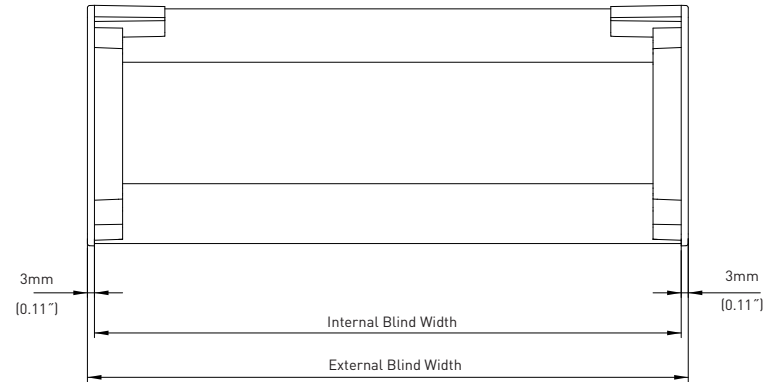 3mm
(0.11˝)
3mm
(0.11˝)
Internal Blind Width
External Blind Width